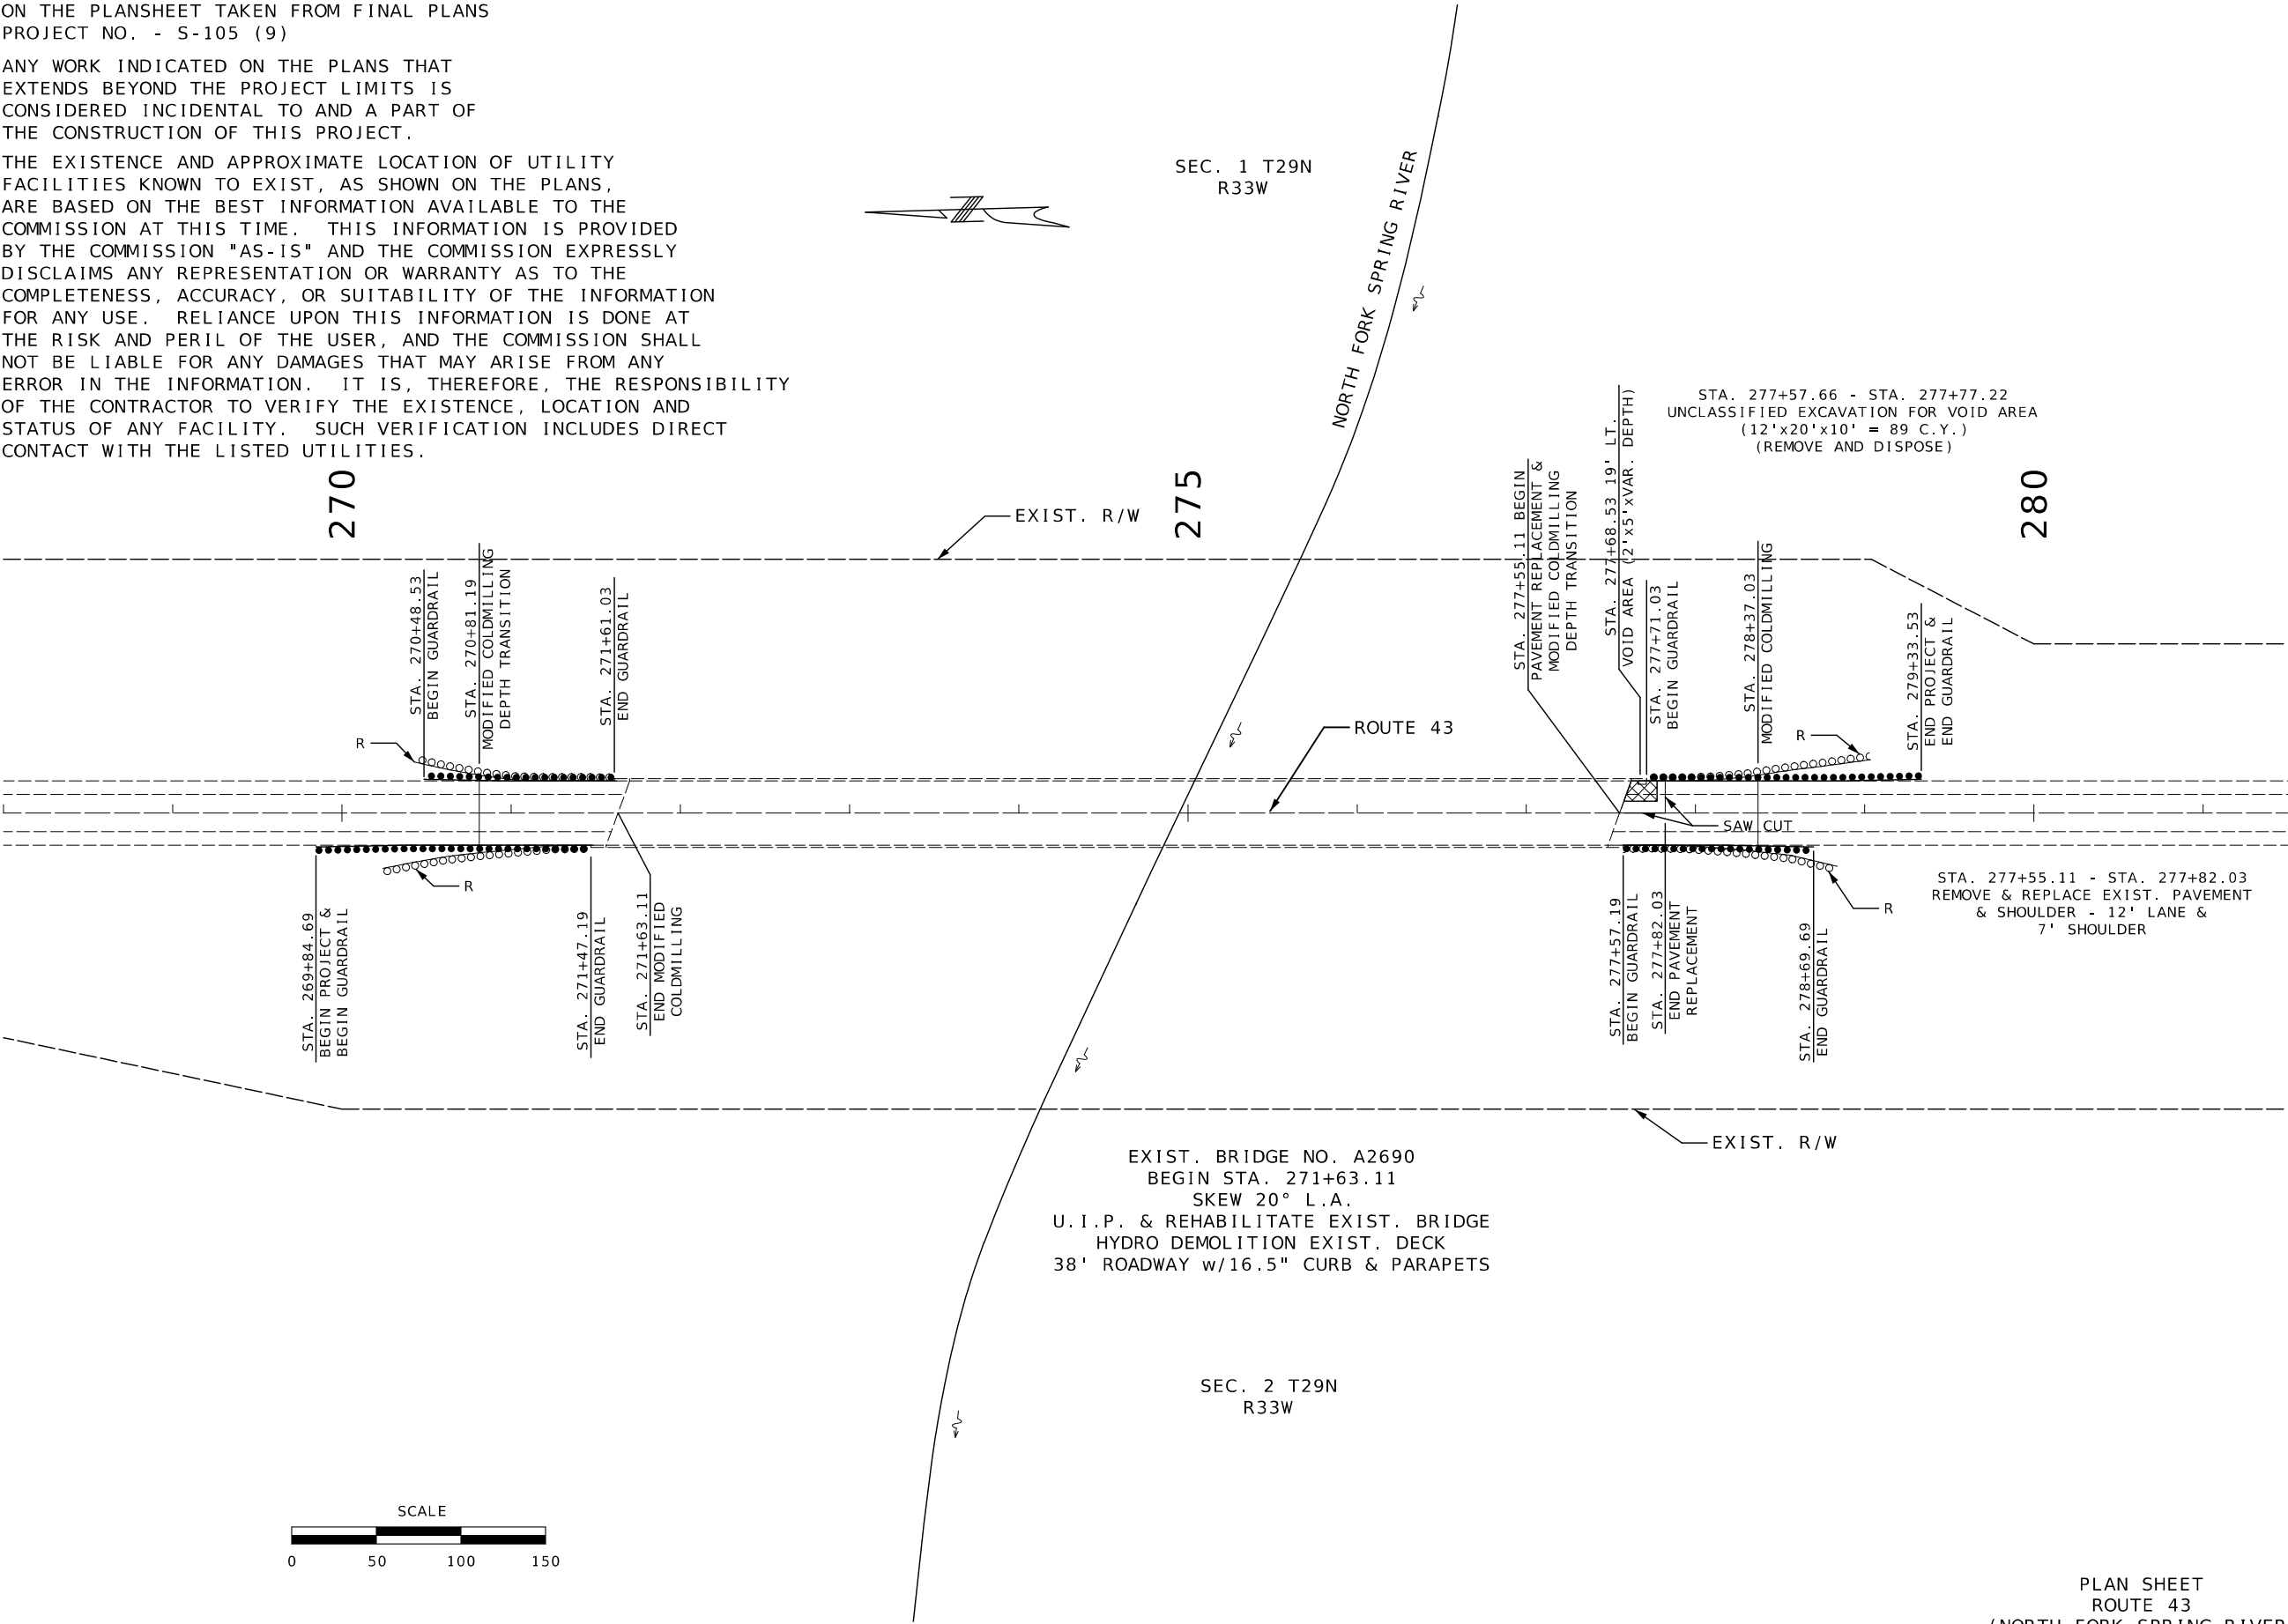 ON THE PLANSHEET TAKEN FROM FINAL PLANS
PROJECT NO. - S-105 (9)
ANY WORK INDICATED ON THE PLANS THAT
EXTENDS BEYOND THE PROJECT LIMITS IS
CONSIDERED INCIDENTAL TO AND A PART OF
THE CONSTRUCTION OF THIS PROJECT.
THE EXISTENCE AND APPROXIMATE LOCATION OF UTILITY
FACILITIES KNOWN TO EXIST, AS SHOWN ON THE PLANS,
ARE BASED ON THE BEST INFORMATION AVAILABLE TO THE
COMMISSION AT THIS TIME. THIS INFORMATION IS PROVIDED
BY THE COMMISSION "AS-IS" AND THE COMMISSION EXPRESSLY
DISCLAIMS ANY REPRESENTATION OR WARRANTY AS TO THE
COMPLETENESS, ACCURACY, OR SUITABILITY OF THE INFORMATION
FOR ANY USE. RELIANCE UPON THIS INFORMATION IS DONE AT
THE RISK AND PERIL OF THE USER, AND THE COMMISSION SHALL
NOT BE LIABLE FOR ANY DAMAGES THAT MAY ARISE FROM ANY
ERROR IN THE INFORMATION. IT IS, THEREFORE, THE RESPONSIBILITY
OF THE CONTRACTOR TO VERIFY THE EXISTENCE, LOCATION AND
STATUS OF ANY FACILITY. SUCH VERIFICATION INCLUDES DIRECT
CONTACT WITH THE LISTED UTILITIES.
SEC. 1 T29N
R33W
NORTH FORK SPRING RIVER
STA. 277+57.66 - STA. 277+77.22
UNCLASSIFIED EXCAVATION FOR VOID AREA
(12'x20'x10' = 89 C.Y.)
(REMOVE AND DISPOSE)
270
275
280
EXIST. R/W
STA. 270+48.53
BEGIN GUARDRAIL
STA. 270+81.19
MODIFIED COLDMILLING
DEPTH TRANSITION
STA. 271+61.03
END GUARDRAIL
STA. 277+55.11 BEGIN
PAVEMENT REPLACEMENT &
MODIFIED COLDMILLING
DEPTH TRANSITION
STA. 277+68.53 19' LT.
VOID AREA (2'x5'xVAR. DEPTH)
STA. 277+71.03
BEGIN GUARDRAIL
STA. 278+37.03
MODIFIED COLDMILLING
STA. 279+33.53
END PROJECT &
END GUARDRAIL
R
ROUTE 43
R
SAW CUT
R
R
STA. 269+84.69
BEGIN PROJECT &
BEGIN GUARDRAIL
STA. 271+47.19
END GUARDRAIL
STA. 271+63.11
END MODIFIED
COLDMILLING
STA. 277+57.19
BEGIN GUARDRAIL
STA. 277+82.03
END PAVEMENT
REPLACEMENT
STA. 278+69.69
END GUARDRAIL
STA. 277+55.11 - STA. 277+82.03
REMOVE & REPLACE EXIST. PAVEMENT
& SHOULDER - 12' LANE &
7' SHOULDER
EXIST. R/W
EXIST. BRIDGE NO. A2690
BEGIN STA. 271+63.11
SKEW 20° L.A.
U.I.P. & REHABILITATE EXIST. BRIDGE
HYDRO DEMOLITION EXIST. DECK
38' ROADWAY w/16.5" CURB & PARAPETS
SEC. 2 T29N
R33W
SCALE
0 50 100 150
PLAN SHEET
ROUTE 43
(NORTH FORK SPRING RIVER